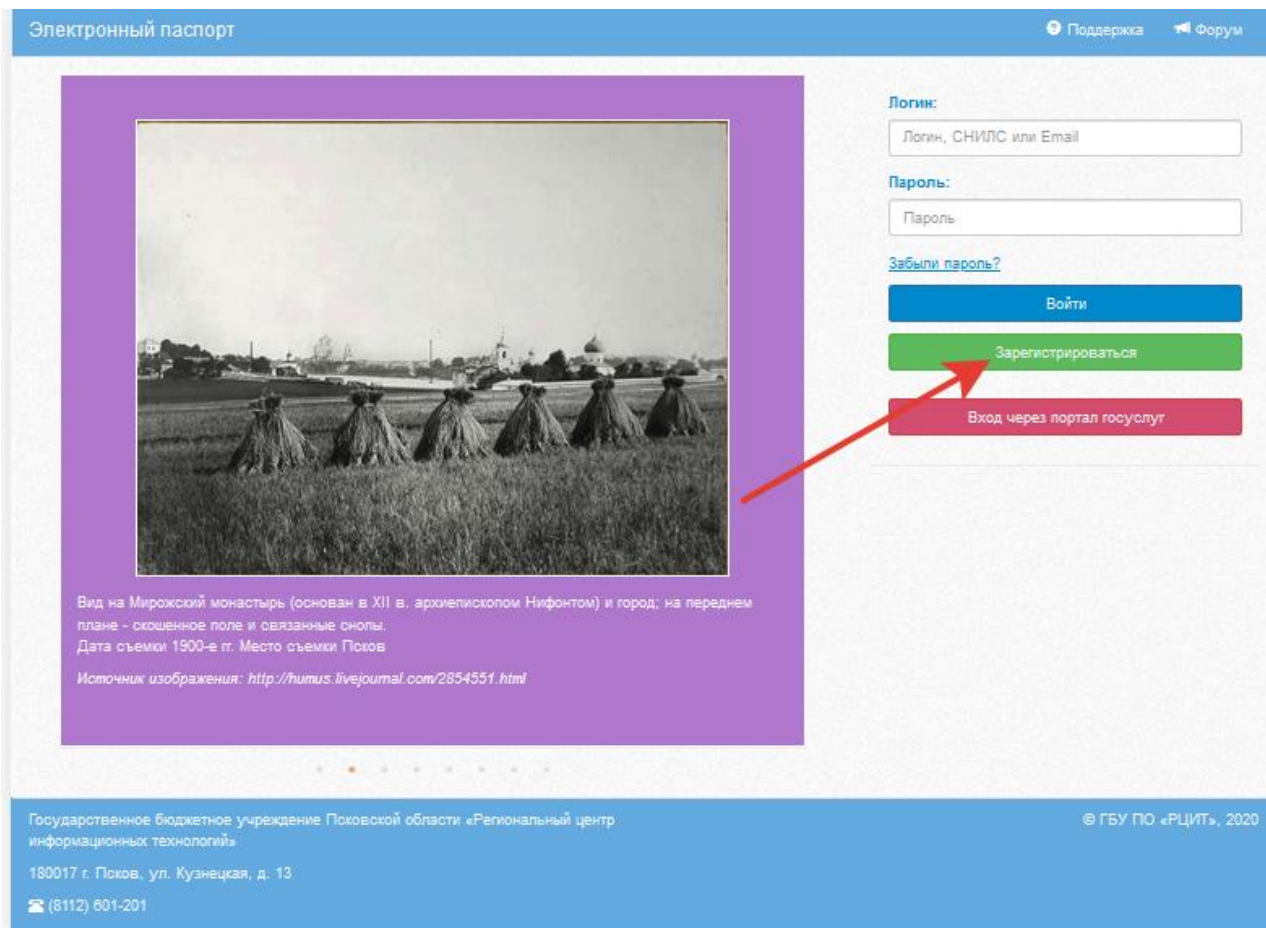 Электронный паспорт
Поддержка
Форум
Логин:
Логин, СНИЛС или Email
Пароль:
Пароль
Забыли пароль?
Войти
Зарегистрироваться
Вход через портал госуслуг
Вид на Мирожский монастырь (основан в XII в. архиепископом Нифонтом) и город; на переднем
плане - скошенное поле и связанные снопы.
Дата съемки 1900-е гг. Место съемки Псков
Источник изображения: http://humus.livejournal.com/2854551.html
Государственное бюджетное учреждение Псковской области «Региональный центр
информационных технологий»
180017 г. Псков, ул. Кузнецкая, д. 13
(8112) 601-201
© ГБУ ПО «РЦИТ», 2020